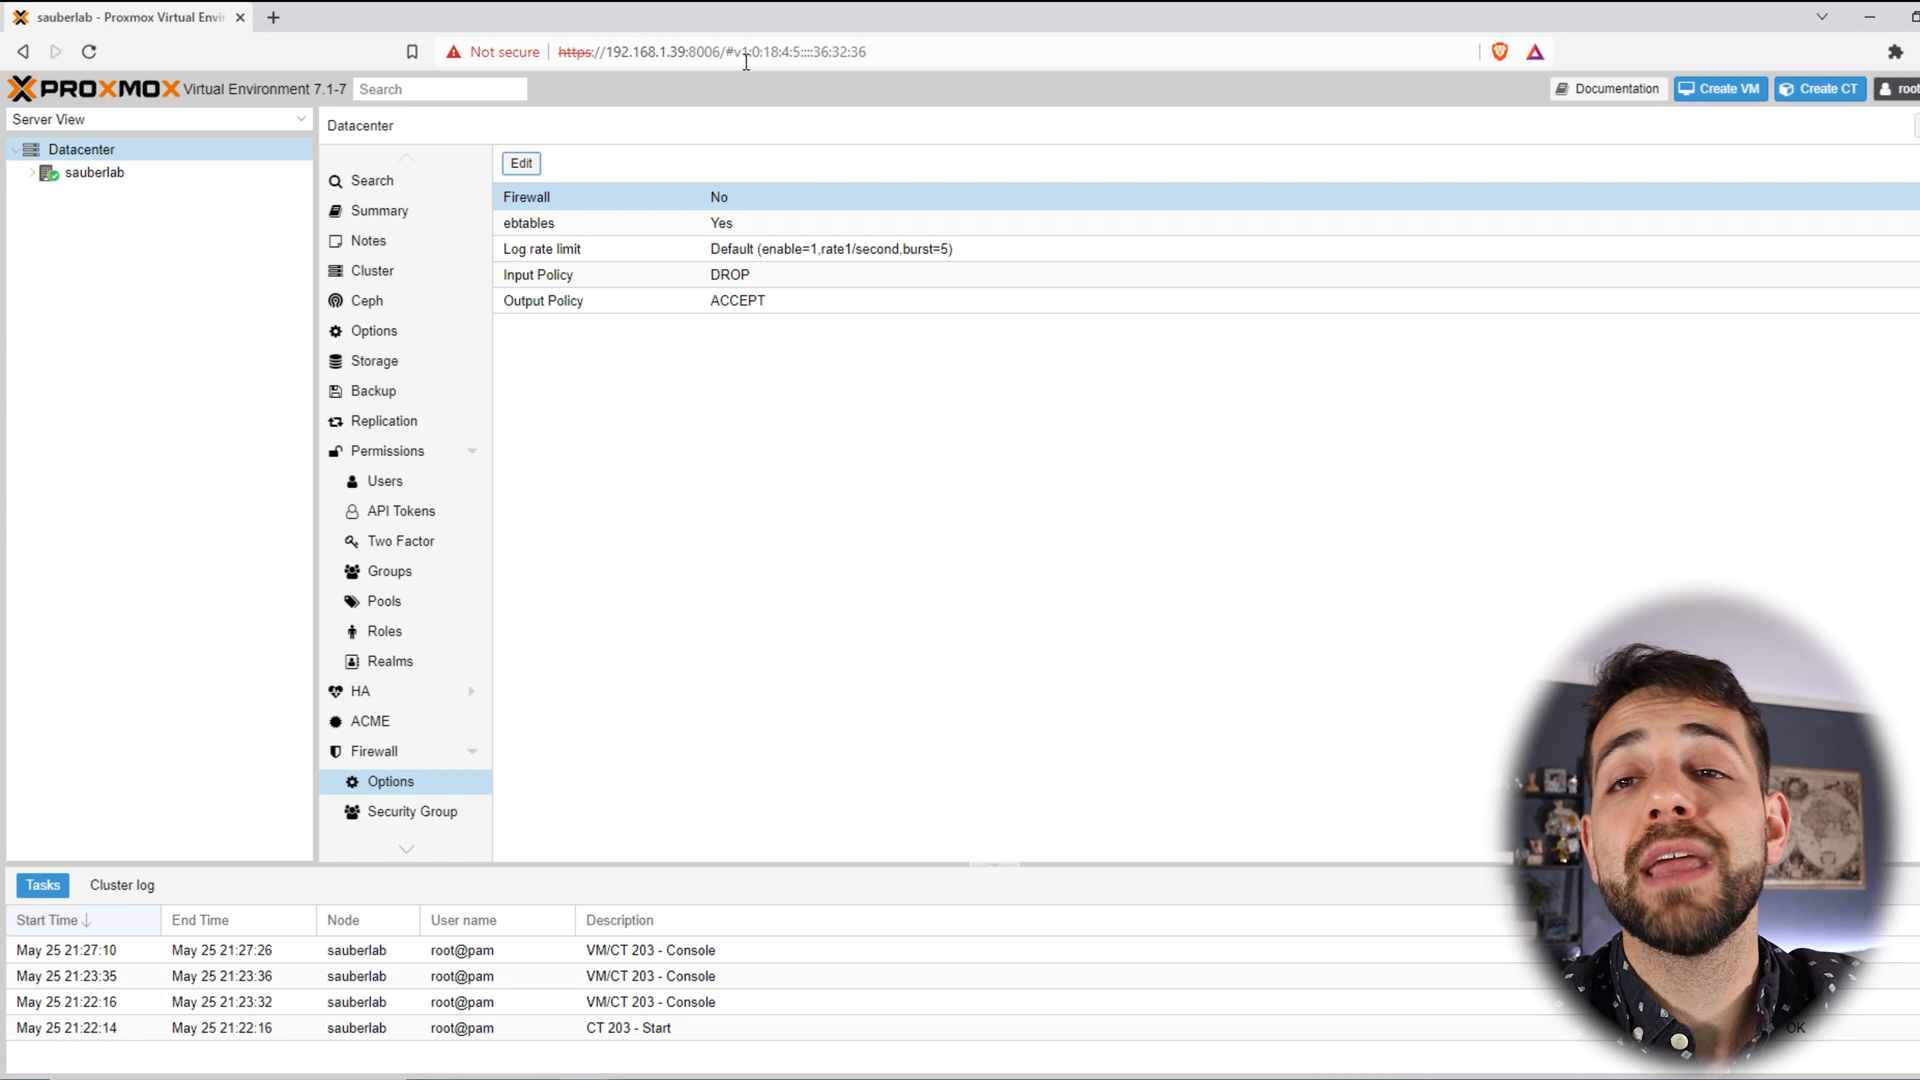 sauberlab - Proxmox Virtual Envir
Not secure
https://192.168.1.39:8006/#v1:0:18:4:5::::36:32:36
PROXMOX Virtual Environment 7.1-7
Search
Documentation
Create VM
Create CT
root
Server View
Datacenter
sauberlab
Datacenter
Search
Summary
Notes
Cluster
Ceph
Options
Storage
Backup
Replication
Permissions
Users
API Tokens
Two Factor
Groups
Pools
Roles
Realms
HA
ACME
Firewall
Options
Security Group
Edit
Firewall No
ebtables Yes
Log rate limit Default (enable=1,rate1/second,burst=5)
Input Policy DROP
Output Policy ACCEPT
Tasks Cluster log
Start Time End Time Node User name Description
May 25 21:27:10 May 25 21:27:26 sauberlab root@pam VM/CT 203 - Console
May 25 21:23:35 May 25 21:23:36 sauberlab root@pam VM/CT 203 - Console
May 25 21:22:16 May 25 21:23:32 sauberlab root@pam VM/CT 203 - Console
May 25 21:22:14 May 25 21:22:16 sauberlab root@pam CT 203 - Start
OK